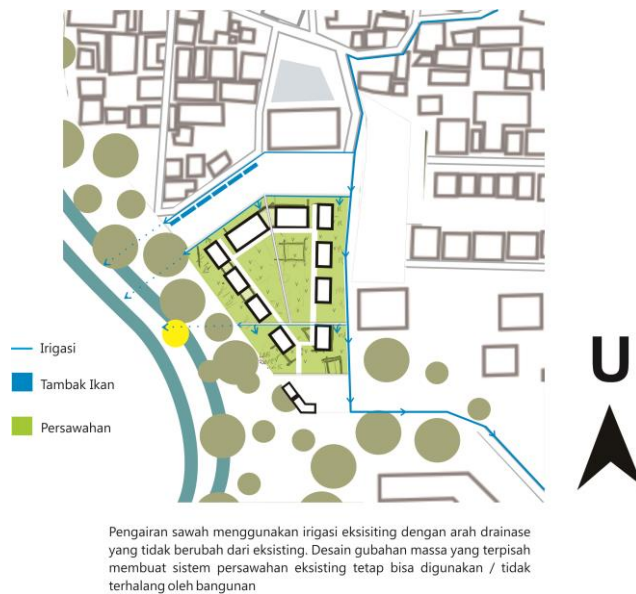 U
Irigasi
Tambak Ikan
Persawahan
Pengairan sawah menggunakan irigasi eksisiting dengan arah drainase
yang tidak berubah dari eksisting. Desain gubahan massa yang terpisah
membuat sistem persawahan eksisting tetap bisa digunakan / tidak
terhalang oleh bangunan